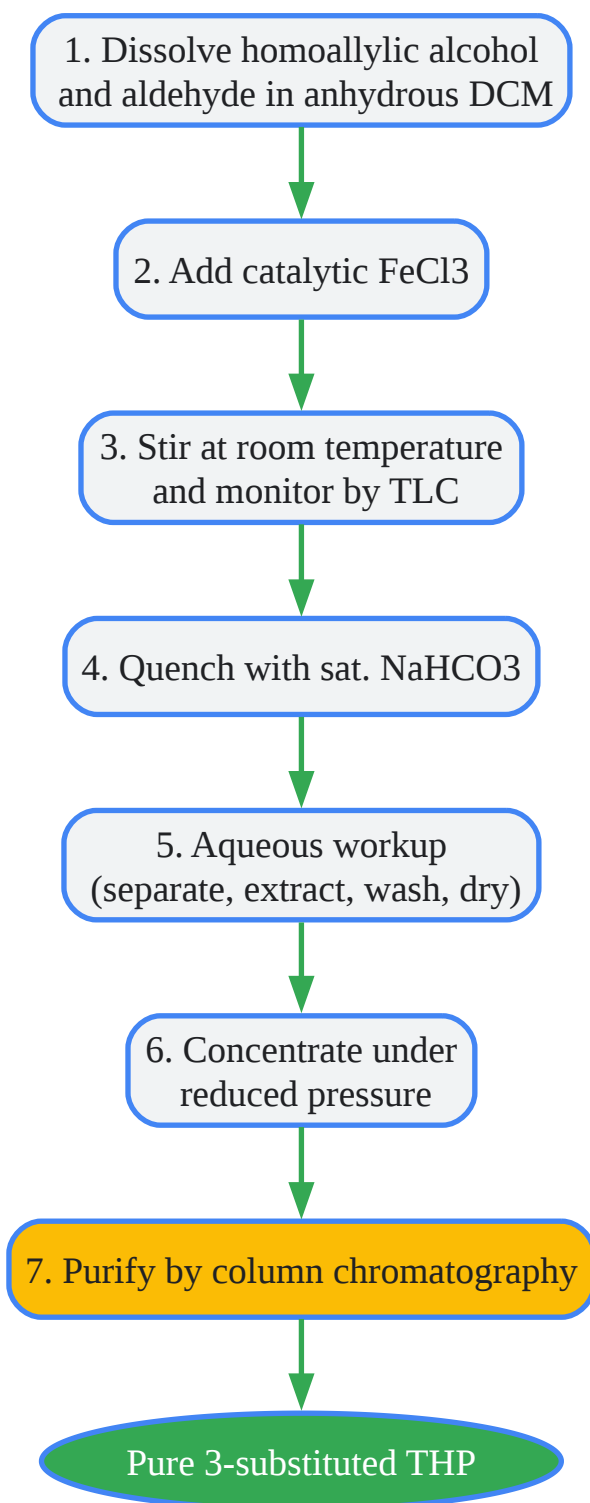 1. Dissolve homoallylic alcohol
and aldehyde in anhydrous DCM
2. Add catalytic FeCl3
3. Stir at room temperature
and monitor by TLC
4. Quench with sat. NaHCO3
5. Aqueous workup
(separate, extract, wash, dry)
6. Concentrate under
reduced pressure
7. Purify by column chromatography
Pure 3-substituted THP